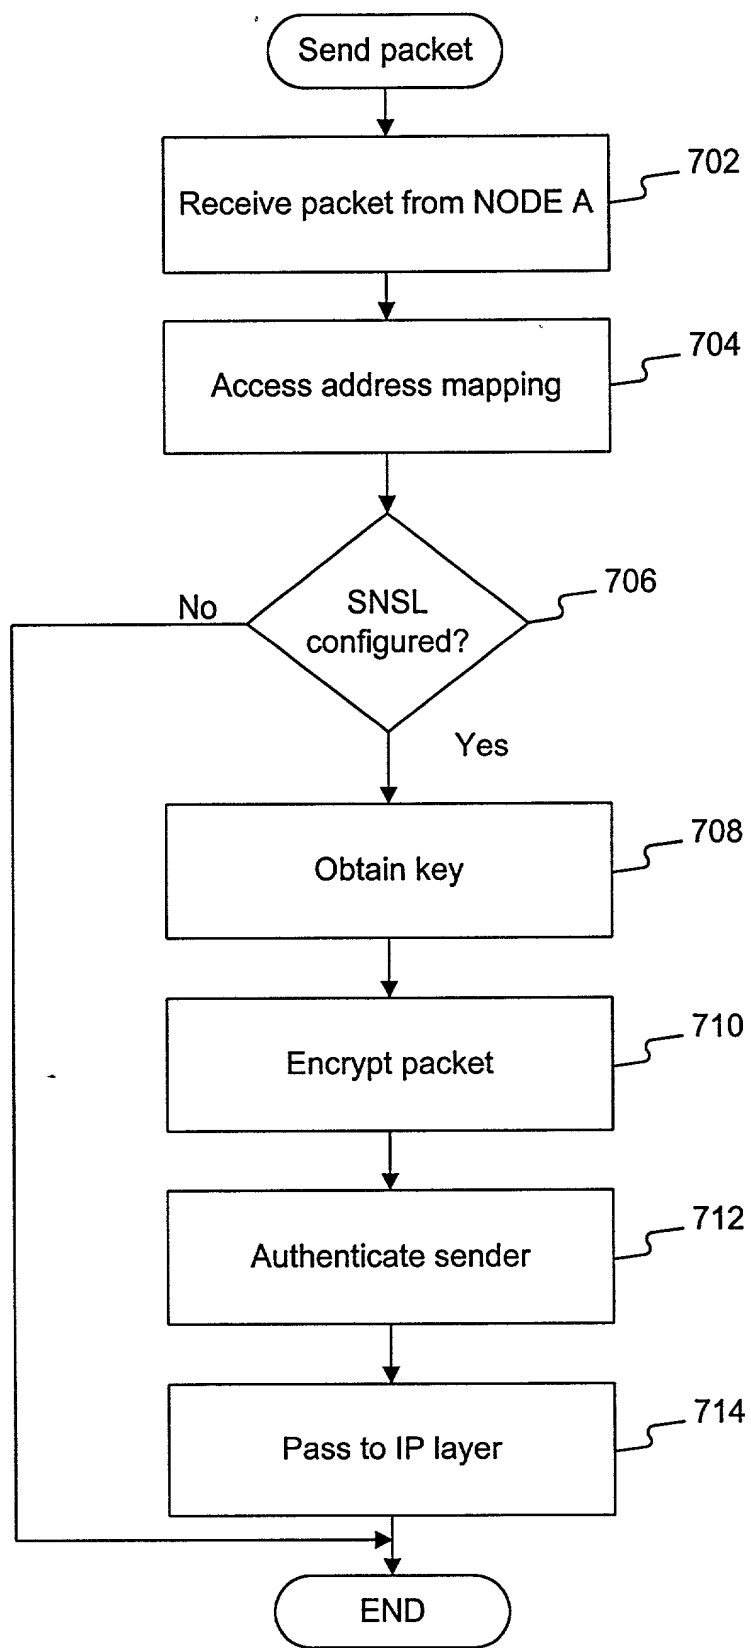 Send packet
702
Receive packet from NODE A
704
Access address mapping
706
No
SNSL
configured?
Yes
708
Obtain key
710
Encrypt packet
712
Authenticate sender
714
Pass to IP layer
END